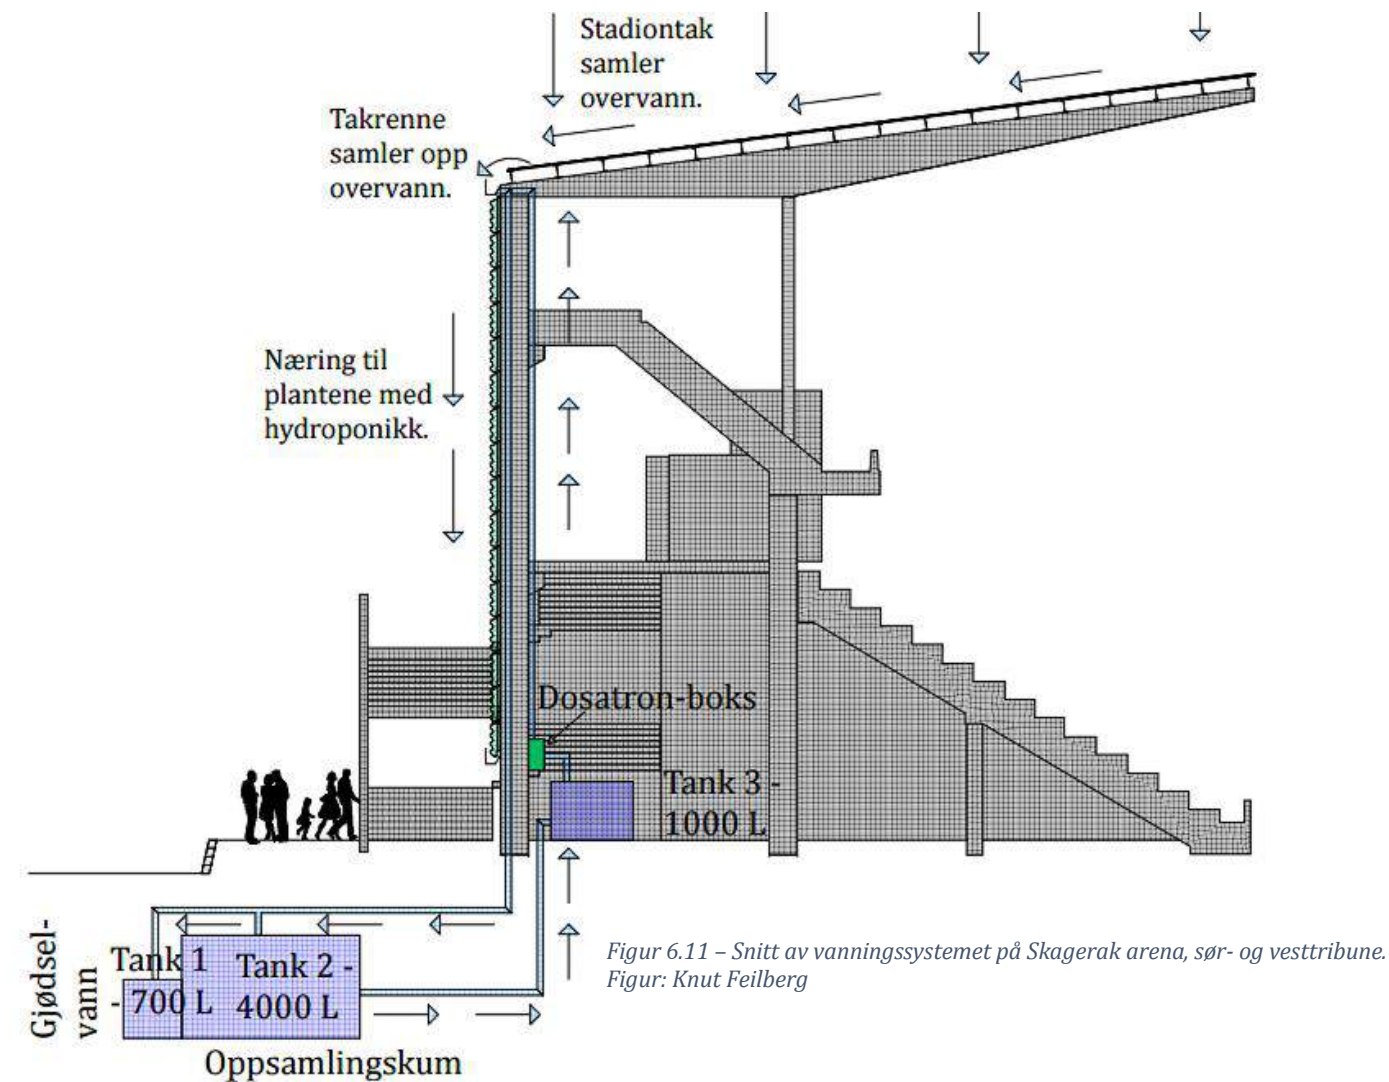 Stadiontak
samler
overvann.
Takrenne
samler opp
overvann.
Næring til
plantene med
hydroponikk.
Dosatron-boks
Tank 3 -
1000 L
Gjødsel-
vann
Tank 1
- 700 L
Tank 2 -
4000 L
Oppsamlingskum
Figur 6.11 – Snitt av vanningssystemet på Skagerak arena, sør- og vesttribune.
Figur: Knut Feilberg